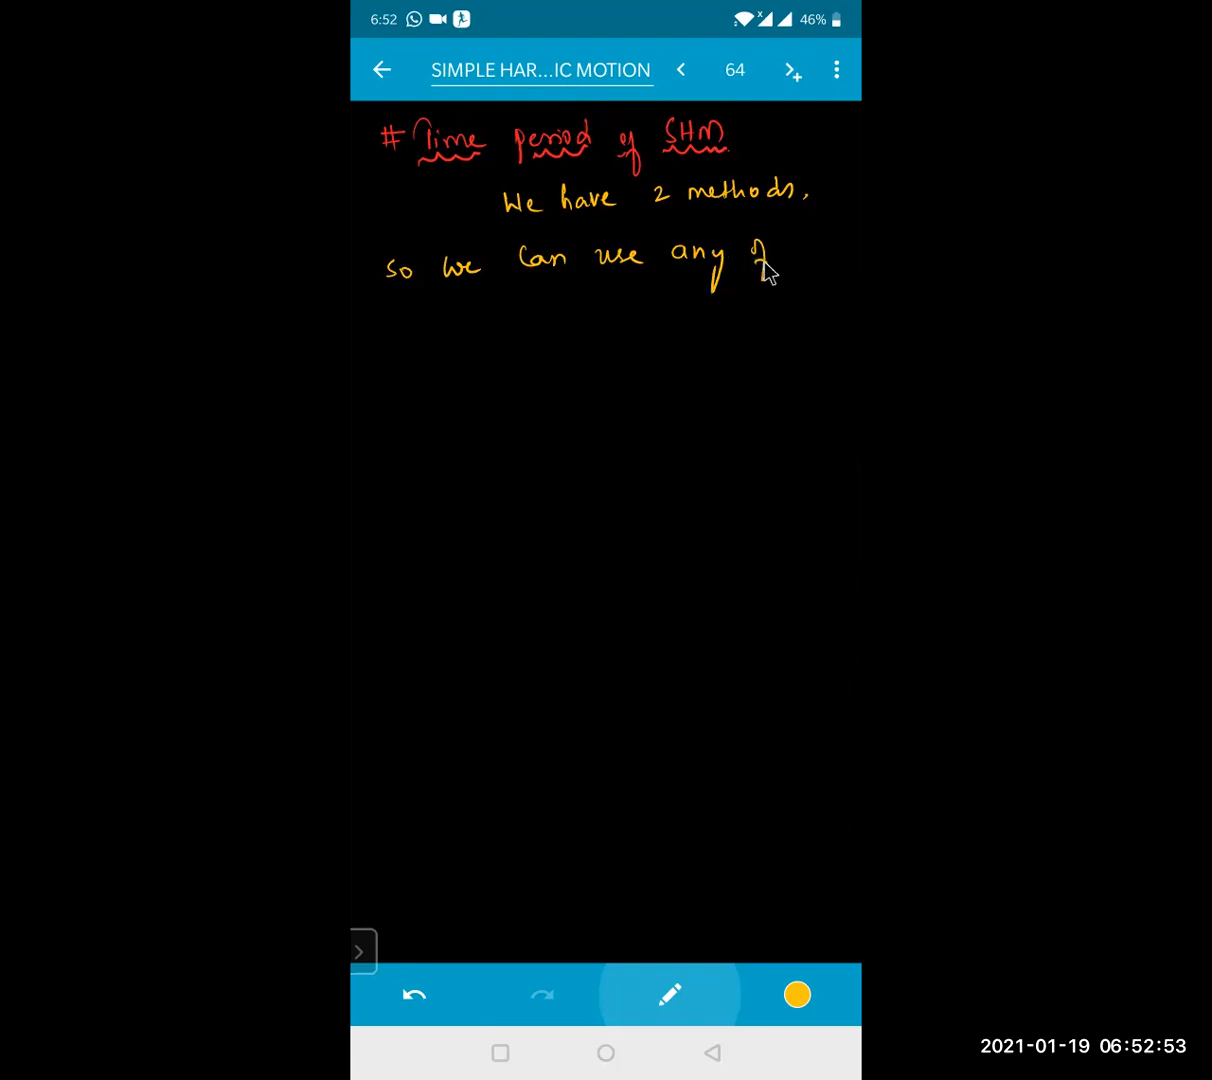 6:52 46%
SIMPLE HAR...IC MOTION 64
# Time period of SHM
We have 2 methods.
So we can use any of
2021-01-19 06:52:53